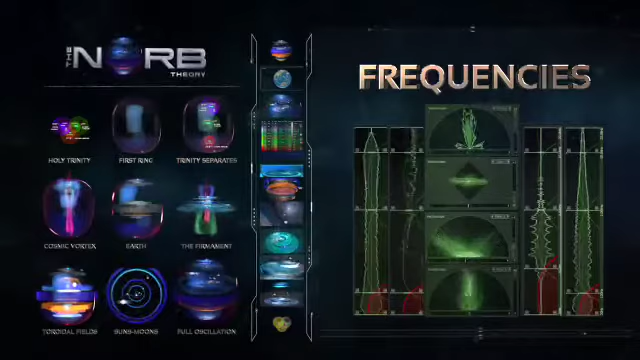 THE NORB
THEORY
FREQUENCIES
HOLY TRINITY
FIRST RING
TRINITY SEPARATES
COSMIC VORTEX
EARTH
THE FIRMAMENT
TOROIDAL FIELDS
SUNS-MOONS
FULL OSCILLATION